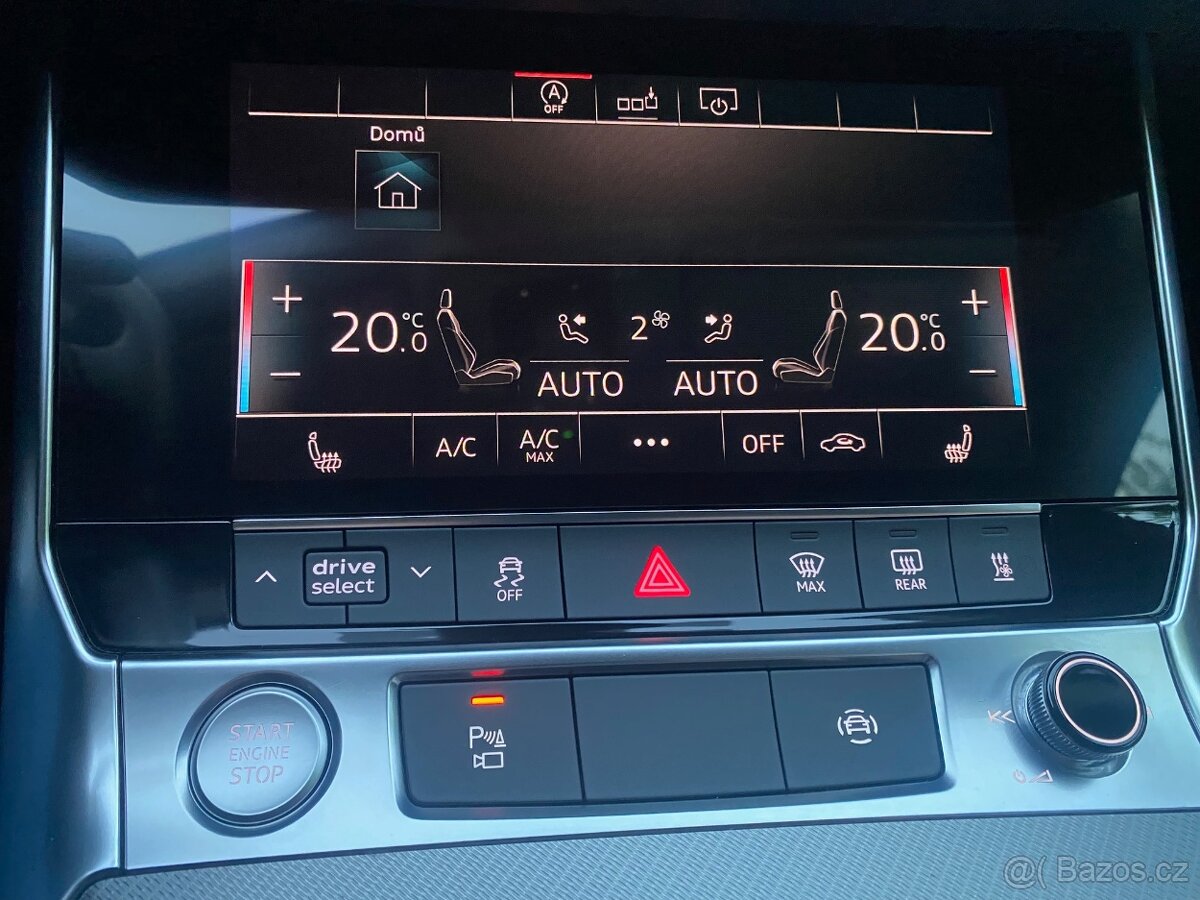 A
OFF
Domů
20.0 °C
2
20.0 °C
AUTO
AUTO
A/C
A/C
MAX
•••
OFF
drive
select
OFF
MAX
REAR
START
ENGINE
STOP
P
@( Bazos.cz